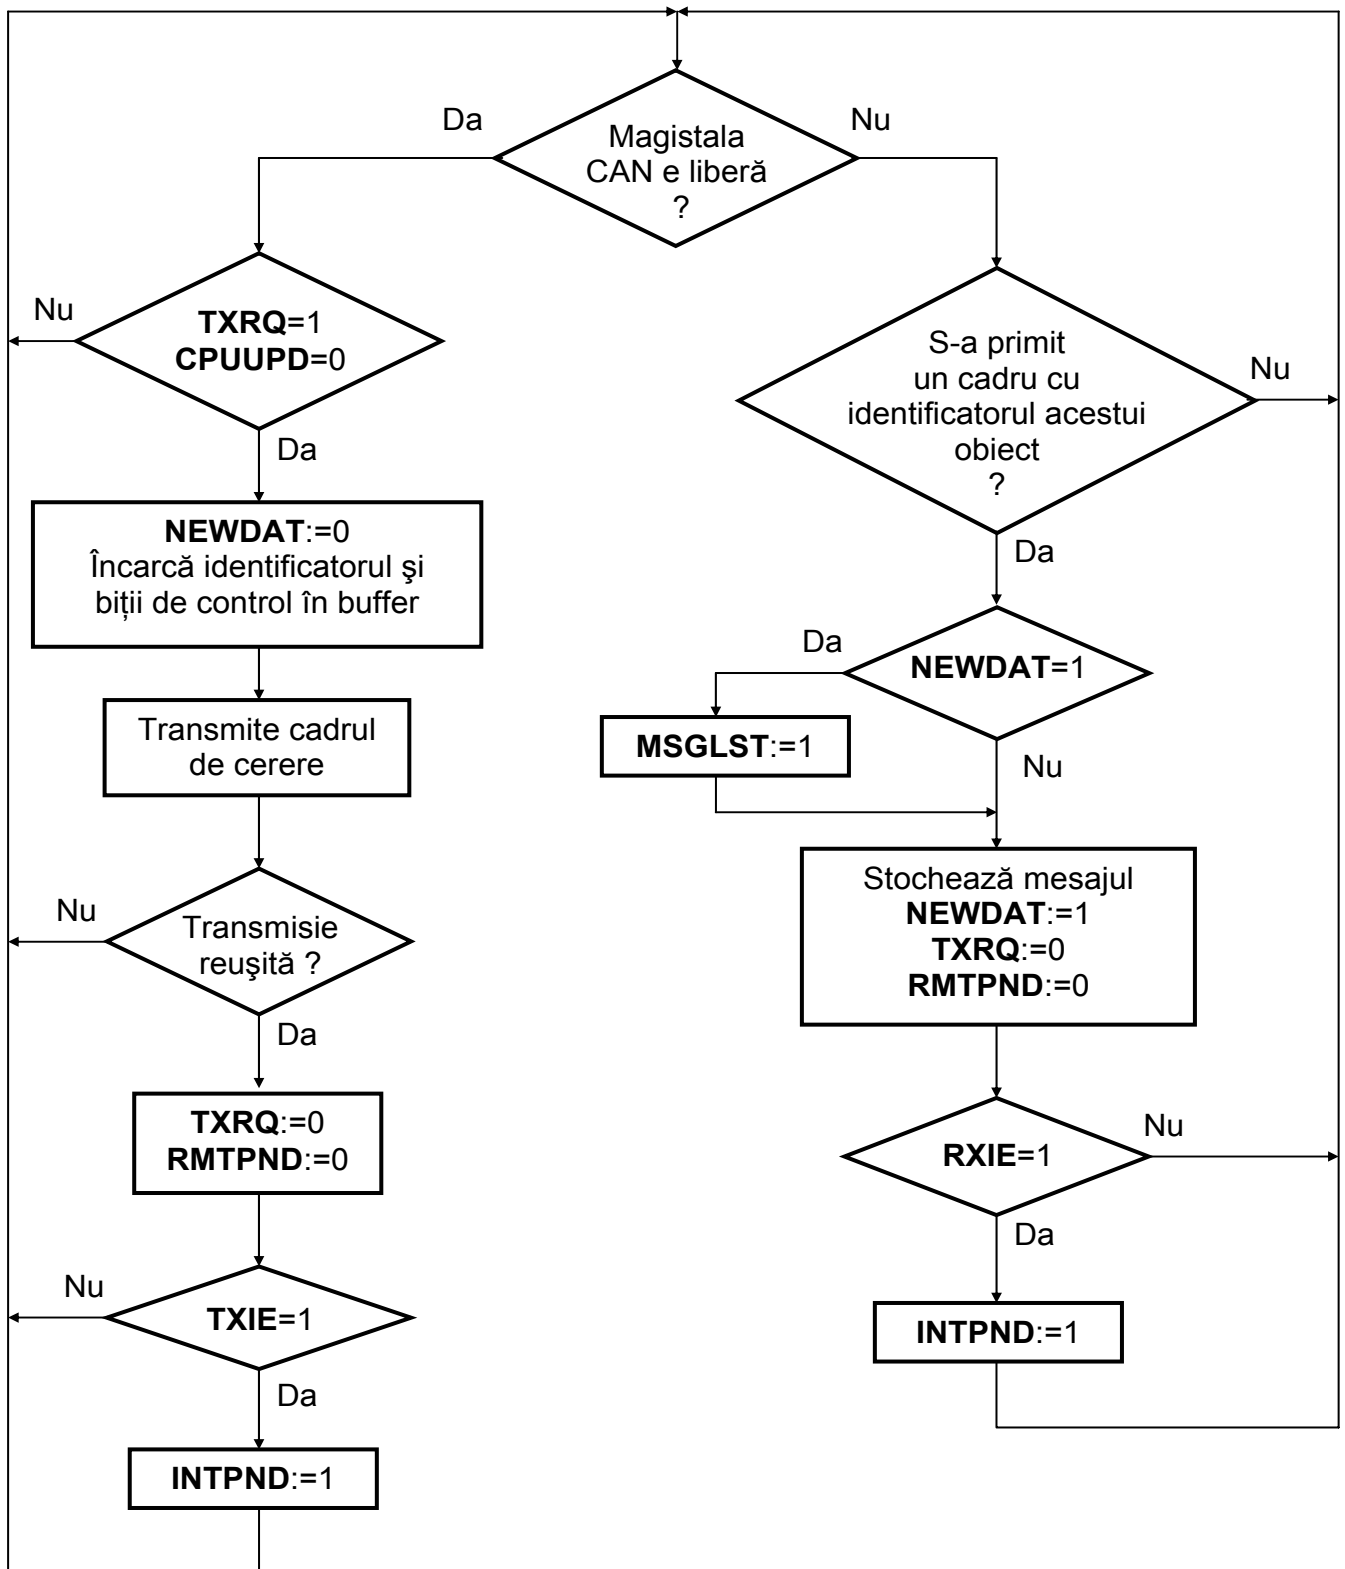 Da
Nu
Magistala
CAN e liberă
?
Nu
TXRQ=1
CPUUPD=0
Da
S-a primit
un cadru cu
identificatorul acestui
obiect
?
Nu
Da
NEWDAT:=0
Încarcă identificatorul şi
biții de control în buffer
Da
NEWDAT=1
Nu
MSGLST:=1
Transmite cadrul
de cerere
Nu
Transmisie
reuşită ?
Da
Stochează mesajul
NEWDAT:=1
TXRQ:=0
RMTPND:=0
TXRQ:=0
RMTPND:=0
RXIE=1
Nu
Da
Nu
TXIE=1
Da
INTPND:=1
INTPND:=1